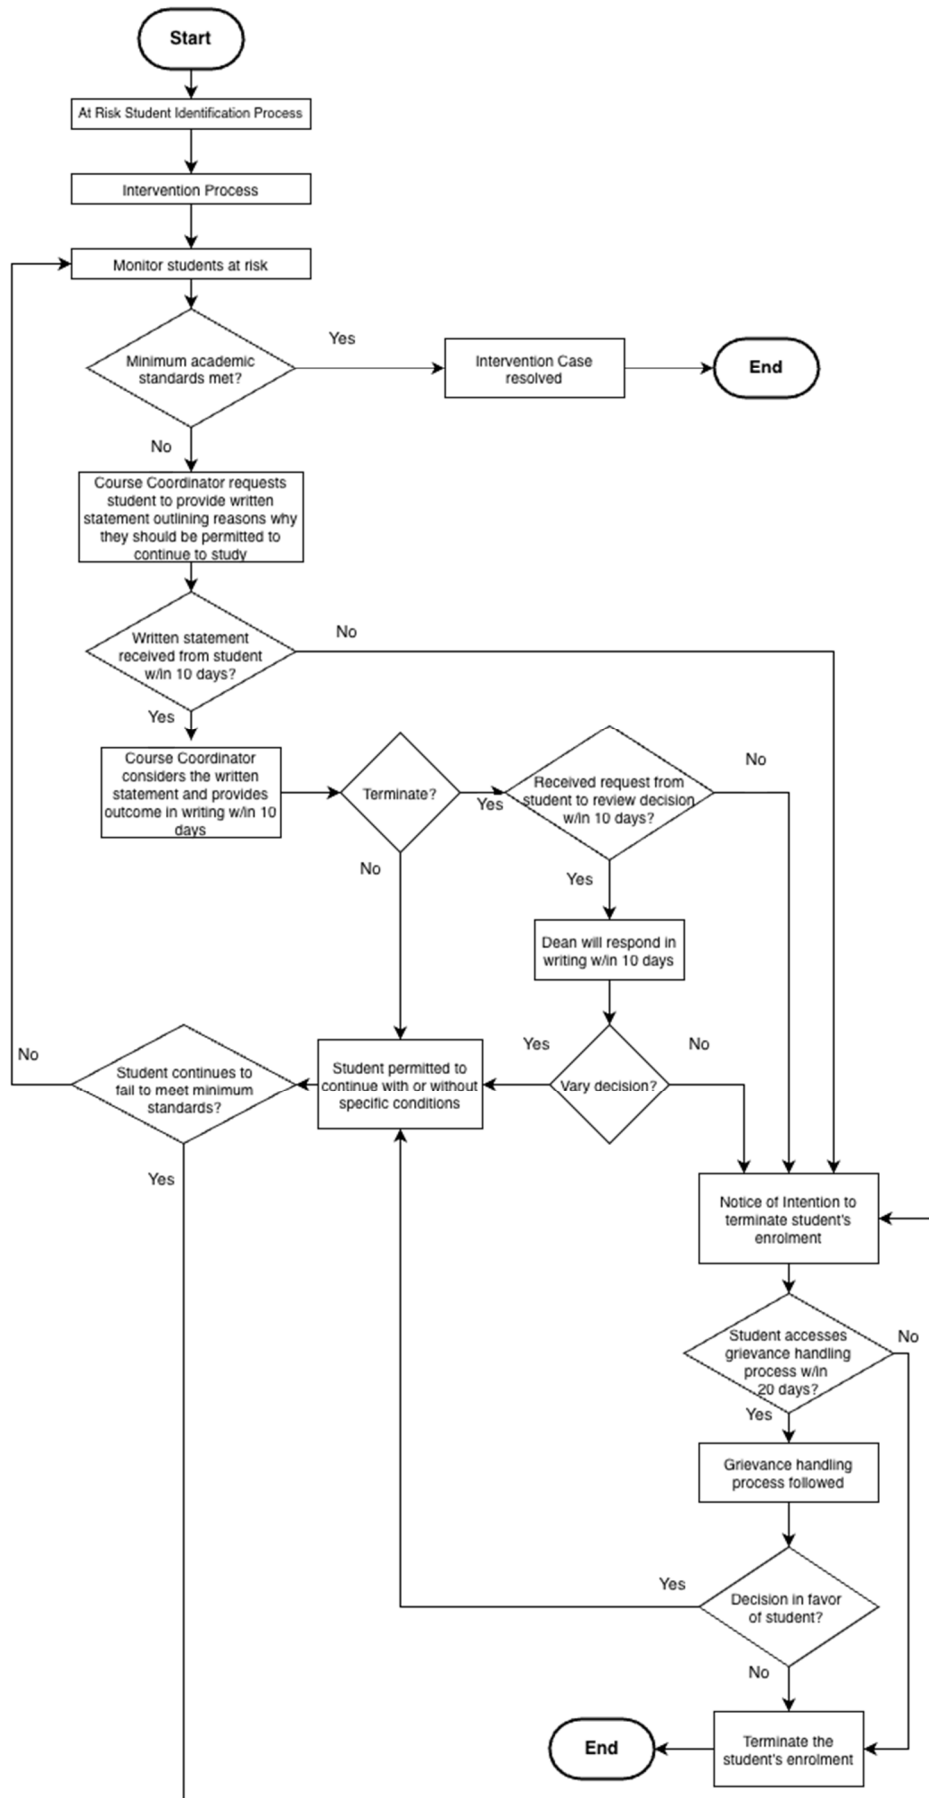 Start
At Risk Student Identification Process
Intervention Process
Monitor students at risk
Minimum academic
standards met?
Yes
Intervention Case
resolved
End
No
Course Coordinator requests
student to provide written
statement outlining reasons why
they should be permitted to
continue to study
Written statement
received from student
w/in 10 days?
No
Yes
Course Coordinator
considers the written
statement and provides
outcome in writing w/in 10
days
Terminate?
Yes
Received request from
student to review decision
w/in 10 days?
No
No
Yes
Dean will respond in
writing w/in 10 days
Vary decision?
Yes
No
Student permitted to
continue with or without
specific conditions
Student continues to
fail to meet minimum
standards?
No
Yes
Notice of Intention to
terminate student's
enrolment
Student accesses
grievance handling
process w/in
20 days?
No
Yes
Grievance handling
process followed
Decision in favor
of student?
Yes
No
Terminate the
student's enrolment
End